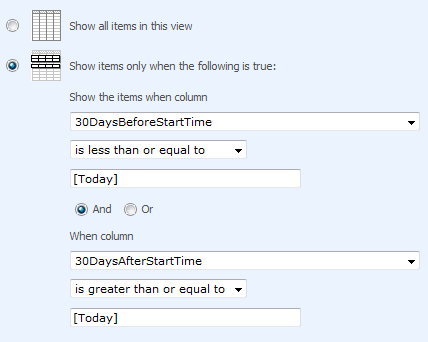 Show all items in this view
Show items only when the following is true:
Show the items when column
30DaysBeforeStartTime
is less than or equal to
[Today]
And Or
When column
30DaysAfterStartTime
is greater than or equal to
[Today]